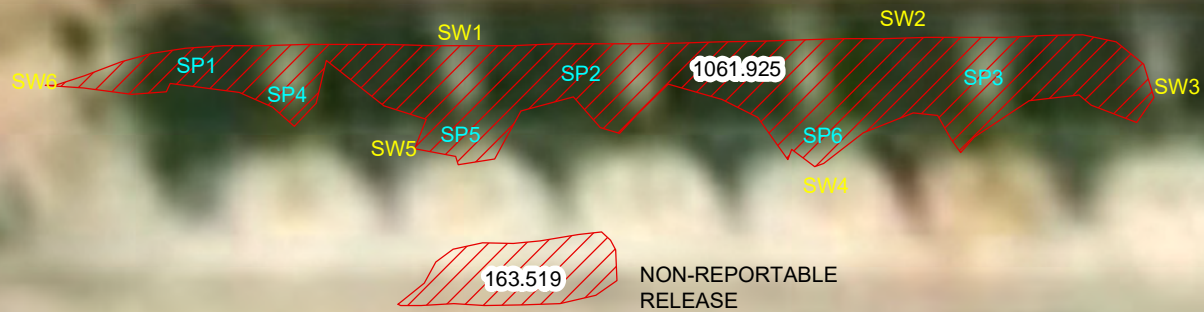 SW1
SW2
SP1
SP2
1061.925
SP3
SW6
SP4
SW3
SP5
SP6
SW5
SW4
163.519
NON-REPORTABLE
RELEASE